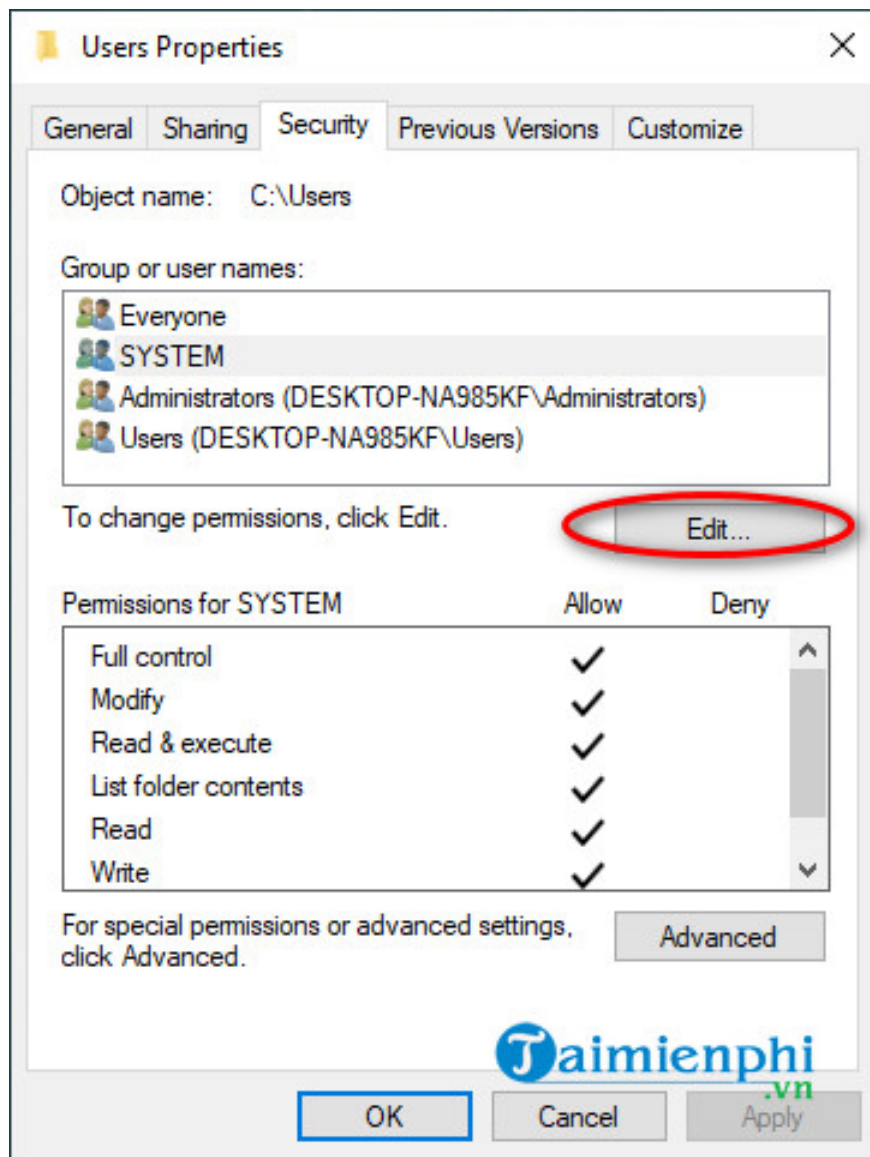 Users Properties
General Sharing Security Previous Versions Customize
Object name: C:\Users
Group or user names:
Everyone
SYSTEM
Administrators (DESKTOP-NA985KF\Administrators)
Users (DESKTOP-NA985KF\Users)
To change permissions, click Edit.
Edit...
Permissions for SYSTEM Allow Deny
Full control
Modify
Read & execute
List folder contents
Read
Write
For special permissions or advanced settings,
click Advanced.
Advanced
Taimienphi
.vn
OK Cancel Apply